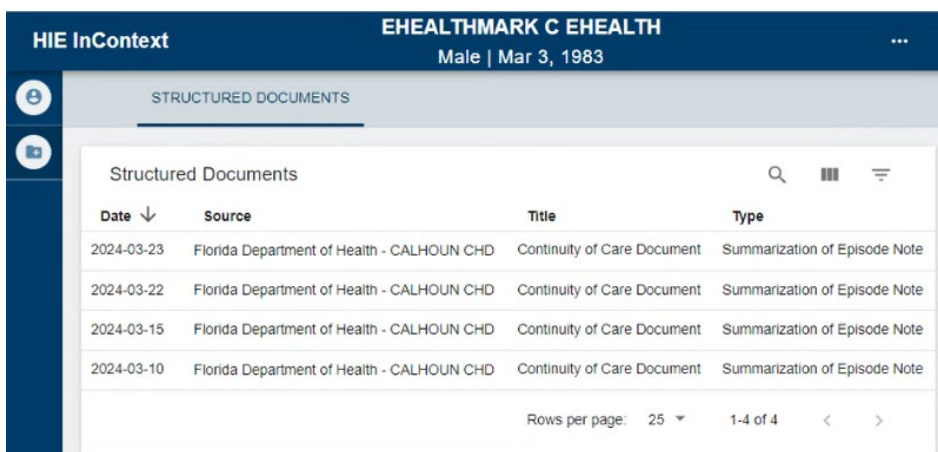 HIE InContext
EHEALTHMARK C EHEALTH
Male | Mar 3, 1983
STRUCTURED DOCUMENTS
Structured Documents
Date Source Title Type
2024-03-23 Florida Department of Health - CALHOUN CHD Continuity of Care Document Summarization of Episode Note
2024-03-22 Florida Department of Health - CALHOUN CHD Continuity of Care Document Summarization of Episode Note
2024-03-15 Florida Department of Health - CALHOUN CHD Continuity of Care Document Summarization of Episode Note
2024-03-10 Florida Department of Health - CALHOUN CHD Continuity of Care Document Summarization of Episode Note
Rows per page: 25 1-4 of 4